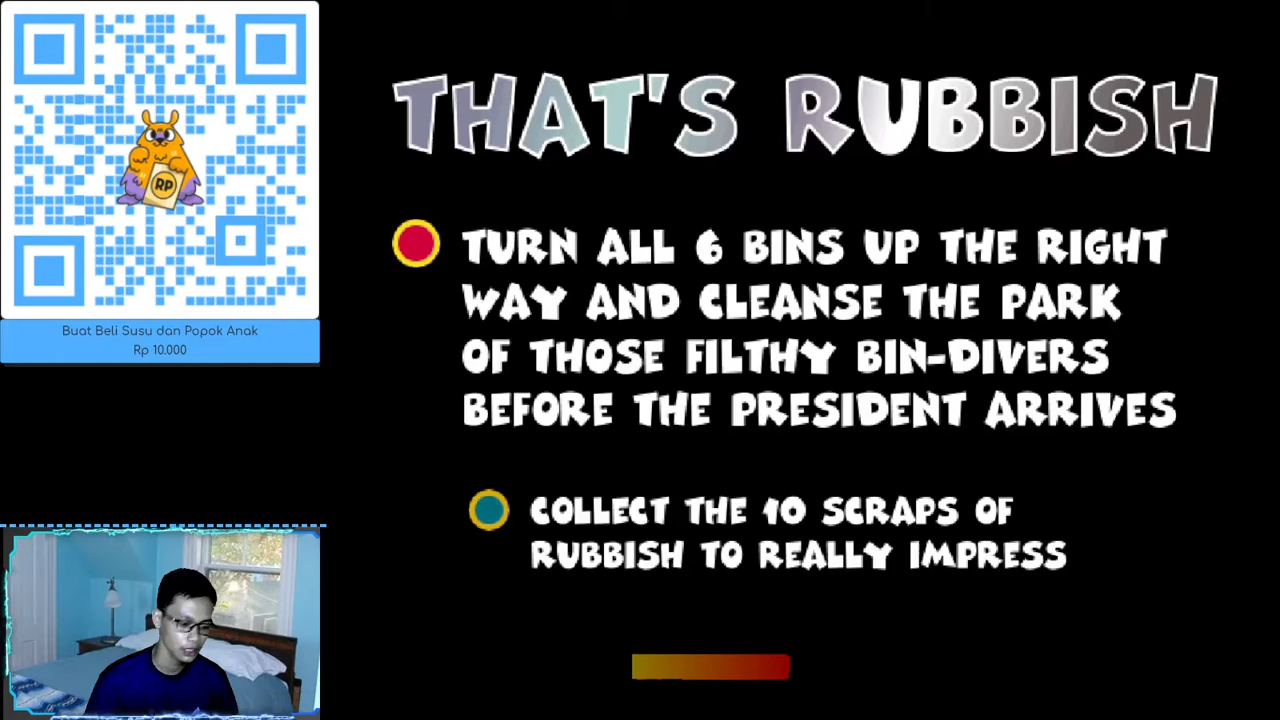 RP
Buat Beli Susu dan Popok Anak
Rp 10.000
THAT'S RUBBISH
TURN ALL 6 BINS UP THE RIGHT
WAY AND CLEANSE THE PARK
OF THOSE FILTHY BIN-DIVERS
BEFORE THE PRESIDENT ARRIVES
COLLECT THE 10 SCRAPS OF
RUBBISH TO REALLY IMPRESS